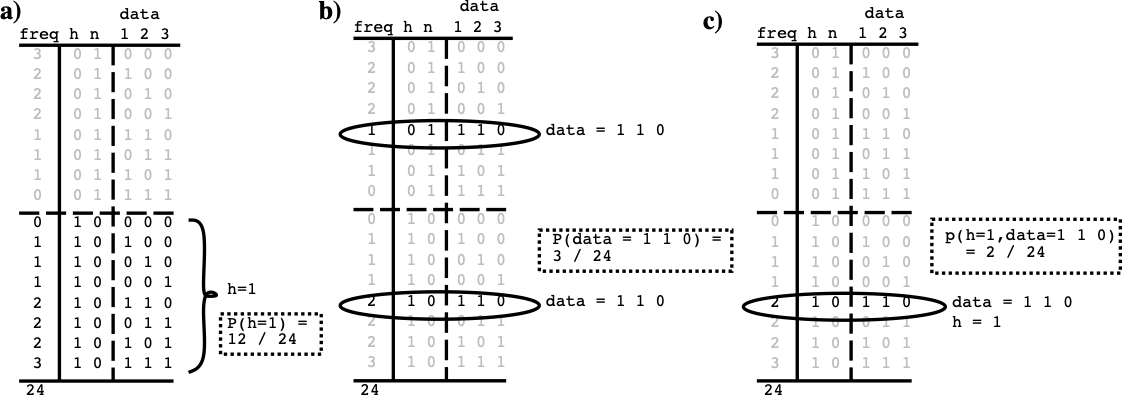 a)
data
freq h n 1 2 3
3 0 1 0 0 0
2 0 1 1 0 0
2 0 1 0 1 0
2 0 1 0 0 1
1 0 1 1 1 0
1 0 1 0 1 1
1 0 1 1 0 1
0 0 1 1 1 1
0 1 0 0 0 0
1 1 0 1 0 0
1 1 0 0 1 0
1 1 0 0 0 1
2 1 0 1 1 0
2 1 0 0 1 1
2 1 0 1 0 1
3 1 0 1 1 1
24
h=1
P(h=1) =
12 / 24
b)
data
freq h n 1 2 3
3 0 1 0 0 0
2 0 1 1 0 0
2 0 1 0 1 0
2 0 1 0 0 1
1 0 1 1 1 0
1 0 1 0 1 1
1 0 1 1 0 1
0 0 1 1 1 1
0 1 0 0 0 0
1 1 0 1 0 0
1 1 0 0 1 0
1 1 0 0 0 1
2 1 0 1 1 0
2 1 0 0 1 1
2 1 0 1 0 1
3 1 0 1 1 1
24
data = 1 1 0
P(data = 1 1 0) =
3 / 24
data = 1 1 0
c)
data
freq h n 1 2 3
3 0 1 0 0 0
2 0 1 1 0 0
2 0 1 0 1 0
2 0 1 0 0 1
1 0 1 1 1 0
1 0 1 0 1 1
1 0 1 1 0 1
0 0 1 1 1 1
0 1 0 0 0 0
1 1 0 1 0 0
1 1 0 0 1 0
1 1 0 0 0 1
2 1 0 1 1 0
2 1 0 0 1 1
2 1 0 1 0 1
3 1 0 1 1 1
24
p(h=1,data=1 1 0)
= 2 / 24
data = 1 1 0
h = 1